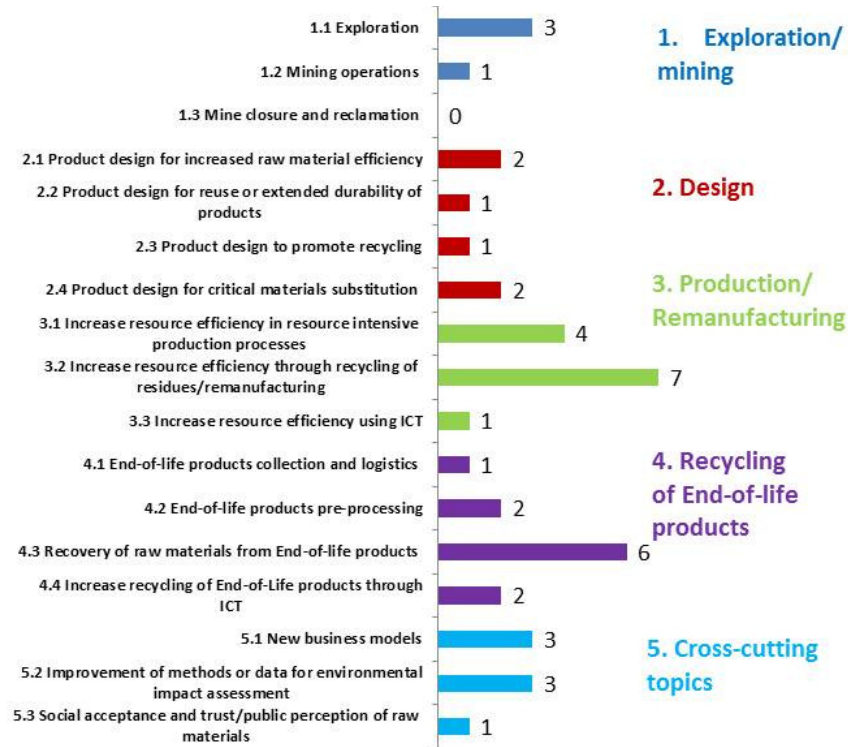 1.1 Exploration
3
1.2 Mining operations
1
1.3 Mine closure and reclamation
0
1. Exploration/
mining
2.1 Product design for increased raw material efficiency
2
2.2 Product design for reuse or extended durability of
products
1
2.3 Product design to promote recycling
1
2.4 Product design for critical materials substitution
2
2. Design
3.1 Increase resource efficiency in resource intensive
production processes
4
3.2 Increase resource efficiency through recycling of
residues/remanufacturing
7
3.3 Increase resource efficiency using ICT
1
3. Production/
Remanufacturing
4.1 End-of-life products collection and logistics
1
4.2 End-of-life products pre-processing
2
4.3 Recovery of raw materials from End-of-life products
6
4.4 Increase recycling of End-of-Life products through
ICT
2
4. Recycling
of End-of-life
products
5.1 New business models
3
5.2 Improvement of methods or data for environmental
impact assessment
3
5.3 Social acceptance and trust/public perception of raw
materials
1
5. Cross-cutting
topics